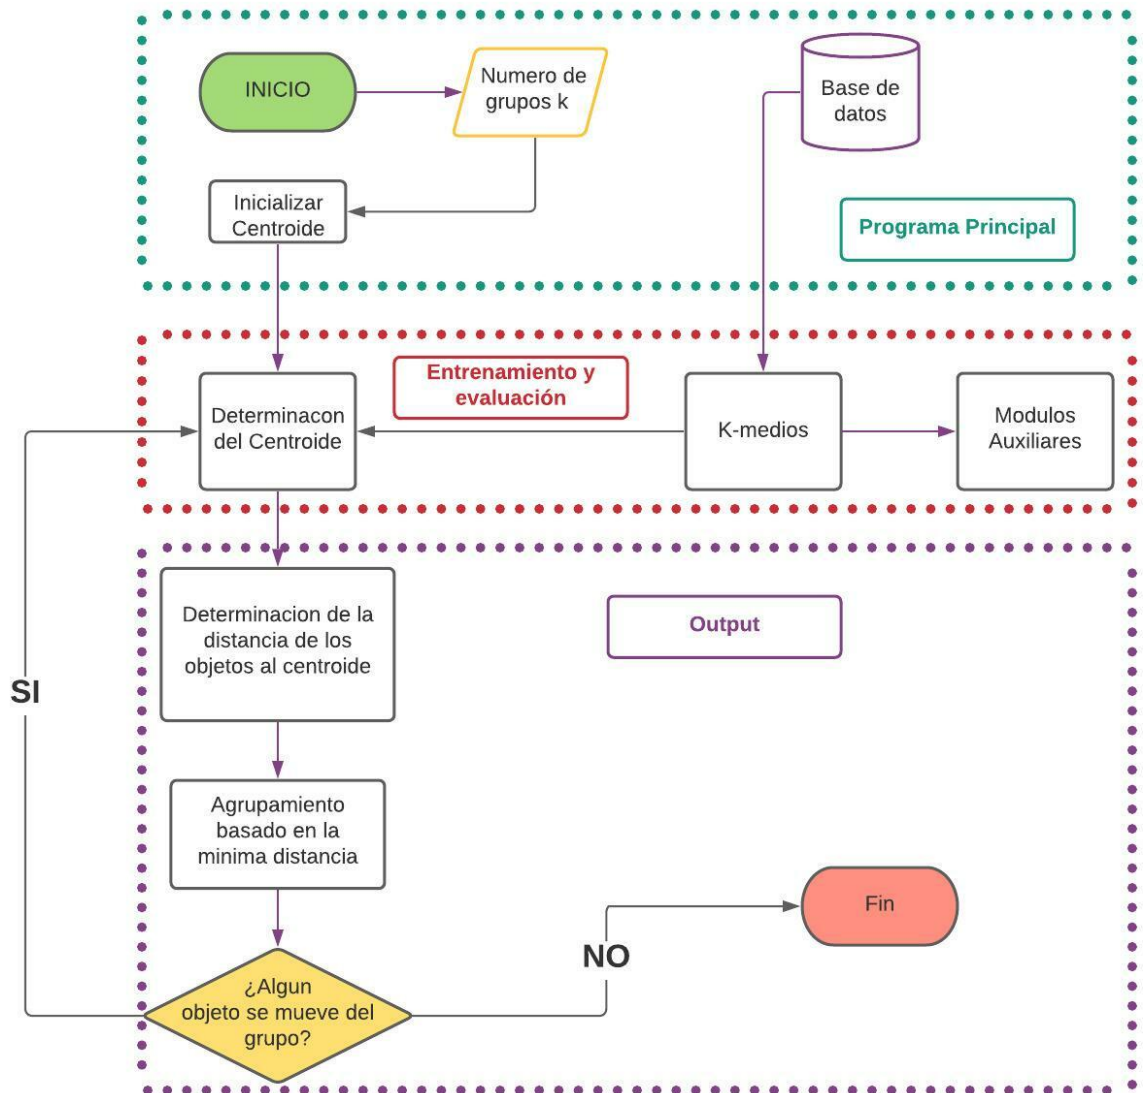 INICIO
Numero de
grupos k
Base de
datos
Inicializar
Centroide
Programa Principal
Entrenamiento y
evaluación
Determinacon
del Centroide
K-medios
Modulos
Auxiliares
Determinacion de la
distancia de los
objetos al centroide
Output
SI
Agrupamiento
basado en la
minima distancia
Fin
NO
¿Algun
objeto se mueve del
grupo?